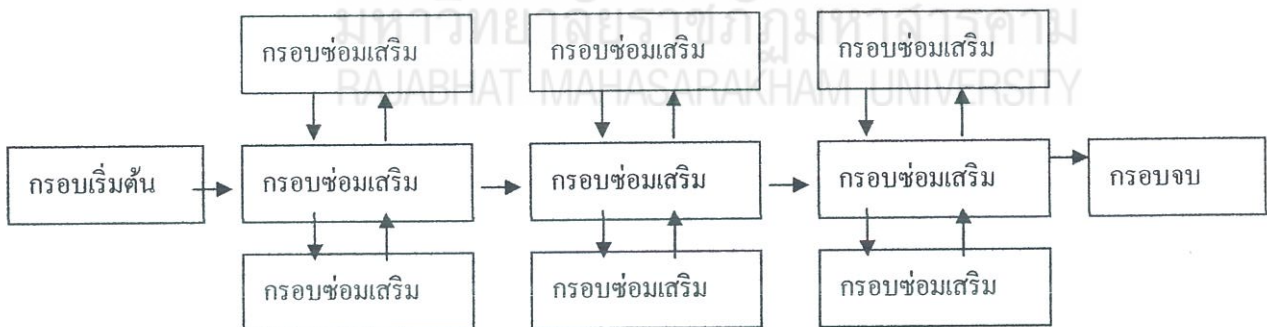 มหาวิทยาลัยราชภัฏมหาสารคาม
กรอบซ่อมเสริม กรอบซ่อมเสริม กรอบซ่อมเสริม
RAJABHAT MAHASARAKHAM UNIVERSITY
กรอบเริ่มต้น กรอบซ่อมเสริม กรอบซ่อมเสริม กรอบซ่อมเสริม กรอบจบ
กรอบซ่อมเสริม กรอบซ่อมเสริม กรอบซ่อมเสริม